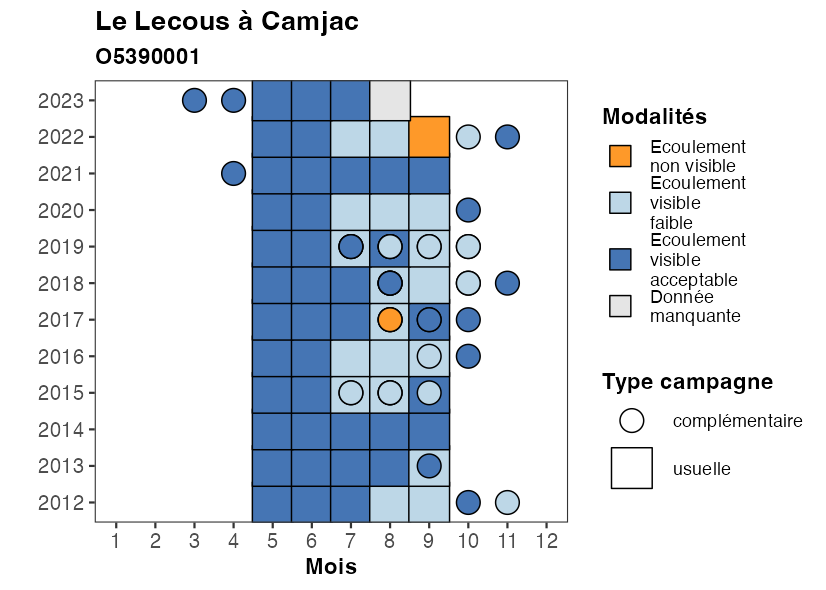 Le Lecous à Camjac
O5390001
2023
2022
2021
2020
2019
2018
2017
2016
2015
2014
2013
2012
1 2 3 4 5 6 7 8 9 10 11 12
Mois
Modalités
Ecoulement
non visible
Ecoulement
visible
faible
Ecoulement
visible
acceptable
Donnée
manquante
Type campagne
complémentaire
usuelle